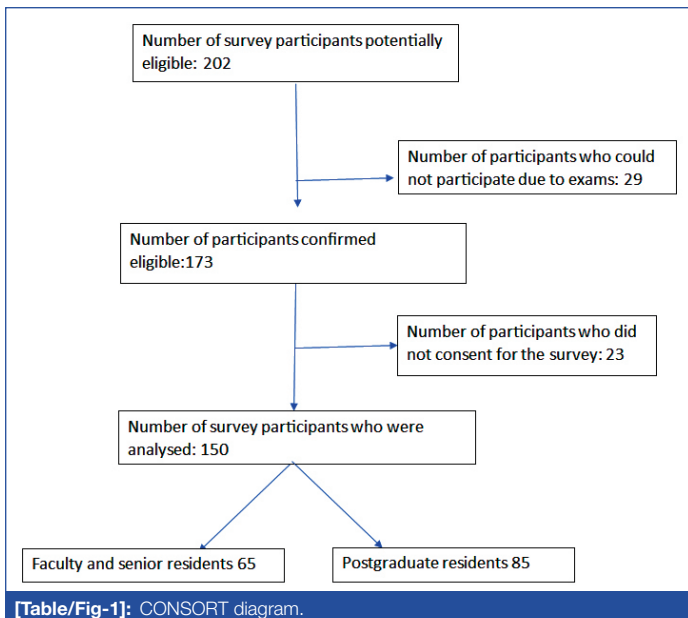 Number of survey participants potentially
eligible: 202
Number of participants who could
not participate due to exams: 29
Number of participants confirmed
eligible:173
Number of participants who did
not consent for the survey: 23
Number of survey participants who were
analysed: 150
Faculty and senior residents 65
Postgraduate residents 85
[Table/Fig-1]: CONSORT diagram.